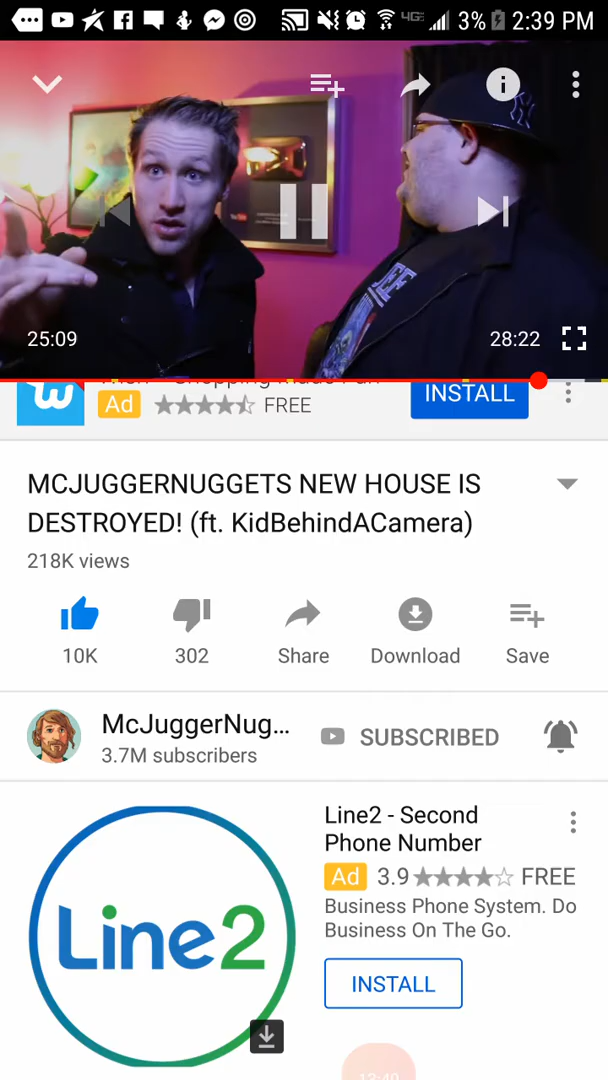 4G
3% 2:39 PM
25:09
28:22
Ad FREE
INSTALL
MCJUGGERNUGGETS NEW HOUSE IS
DESTROYED! (ft. KidBehindACamera)
218K views
10K
302
Share
Download
Save
McJuggerNug...
3.7M subscribers
SUBSCRIBED
Line2
Line2 - Second
Phone Number
Ad 3.9 FREE
Business Phone System. Do
Business On The Go.
INSTALL